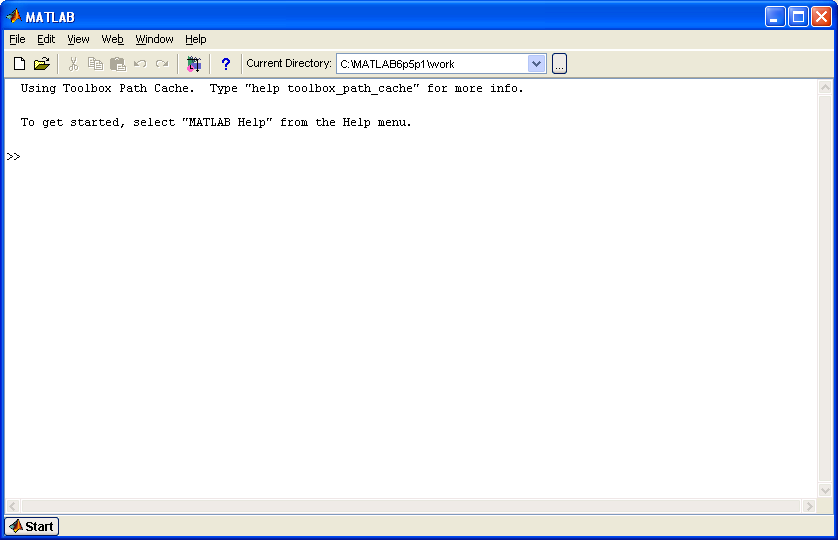 MATLAB
File Edit View Web Window Help
? Current Directory: C:\MATLAB6p5p1\work ...
Using Toolbox Path Cache.  Type "help toolbox_path_cache" for more info.
To get started, select "MATLAB Help" from the Help menu.
>>
Start